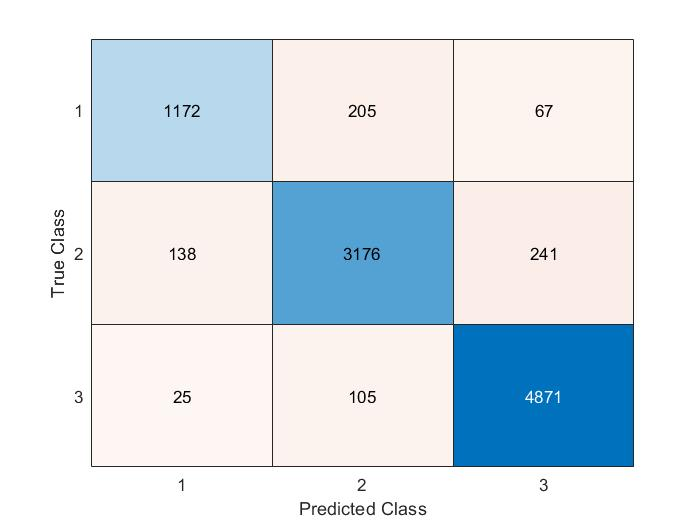 1 1172 205 67
True Class
2 138 3176 241
3 25 105 4871
1 2 3
Predicted Class